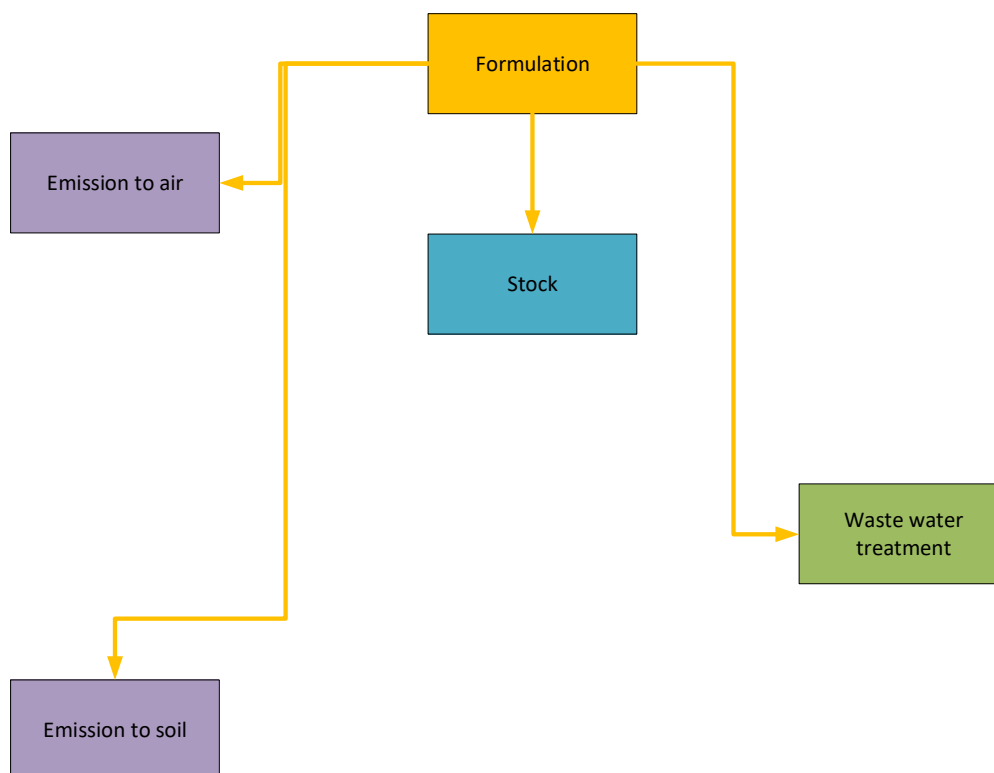 Formulation
Emission to air
Stock
Waste water
treatment
Emission to soil